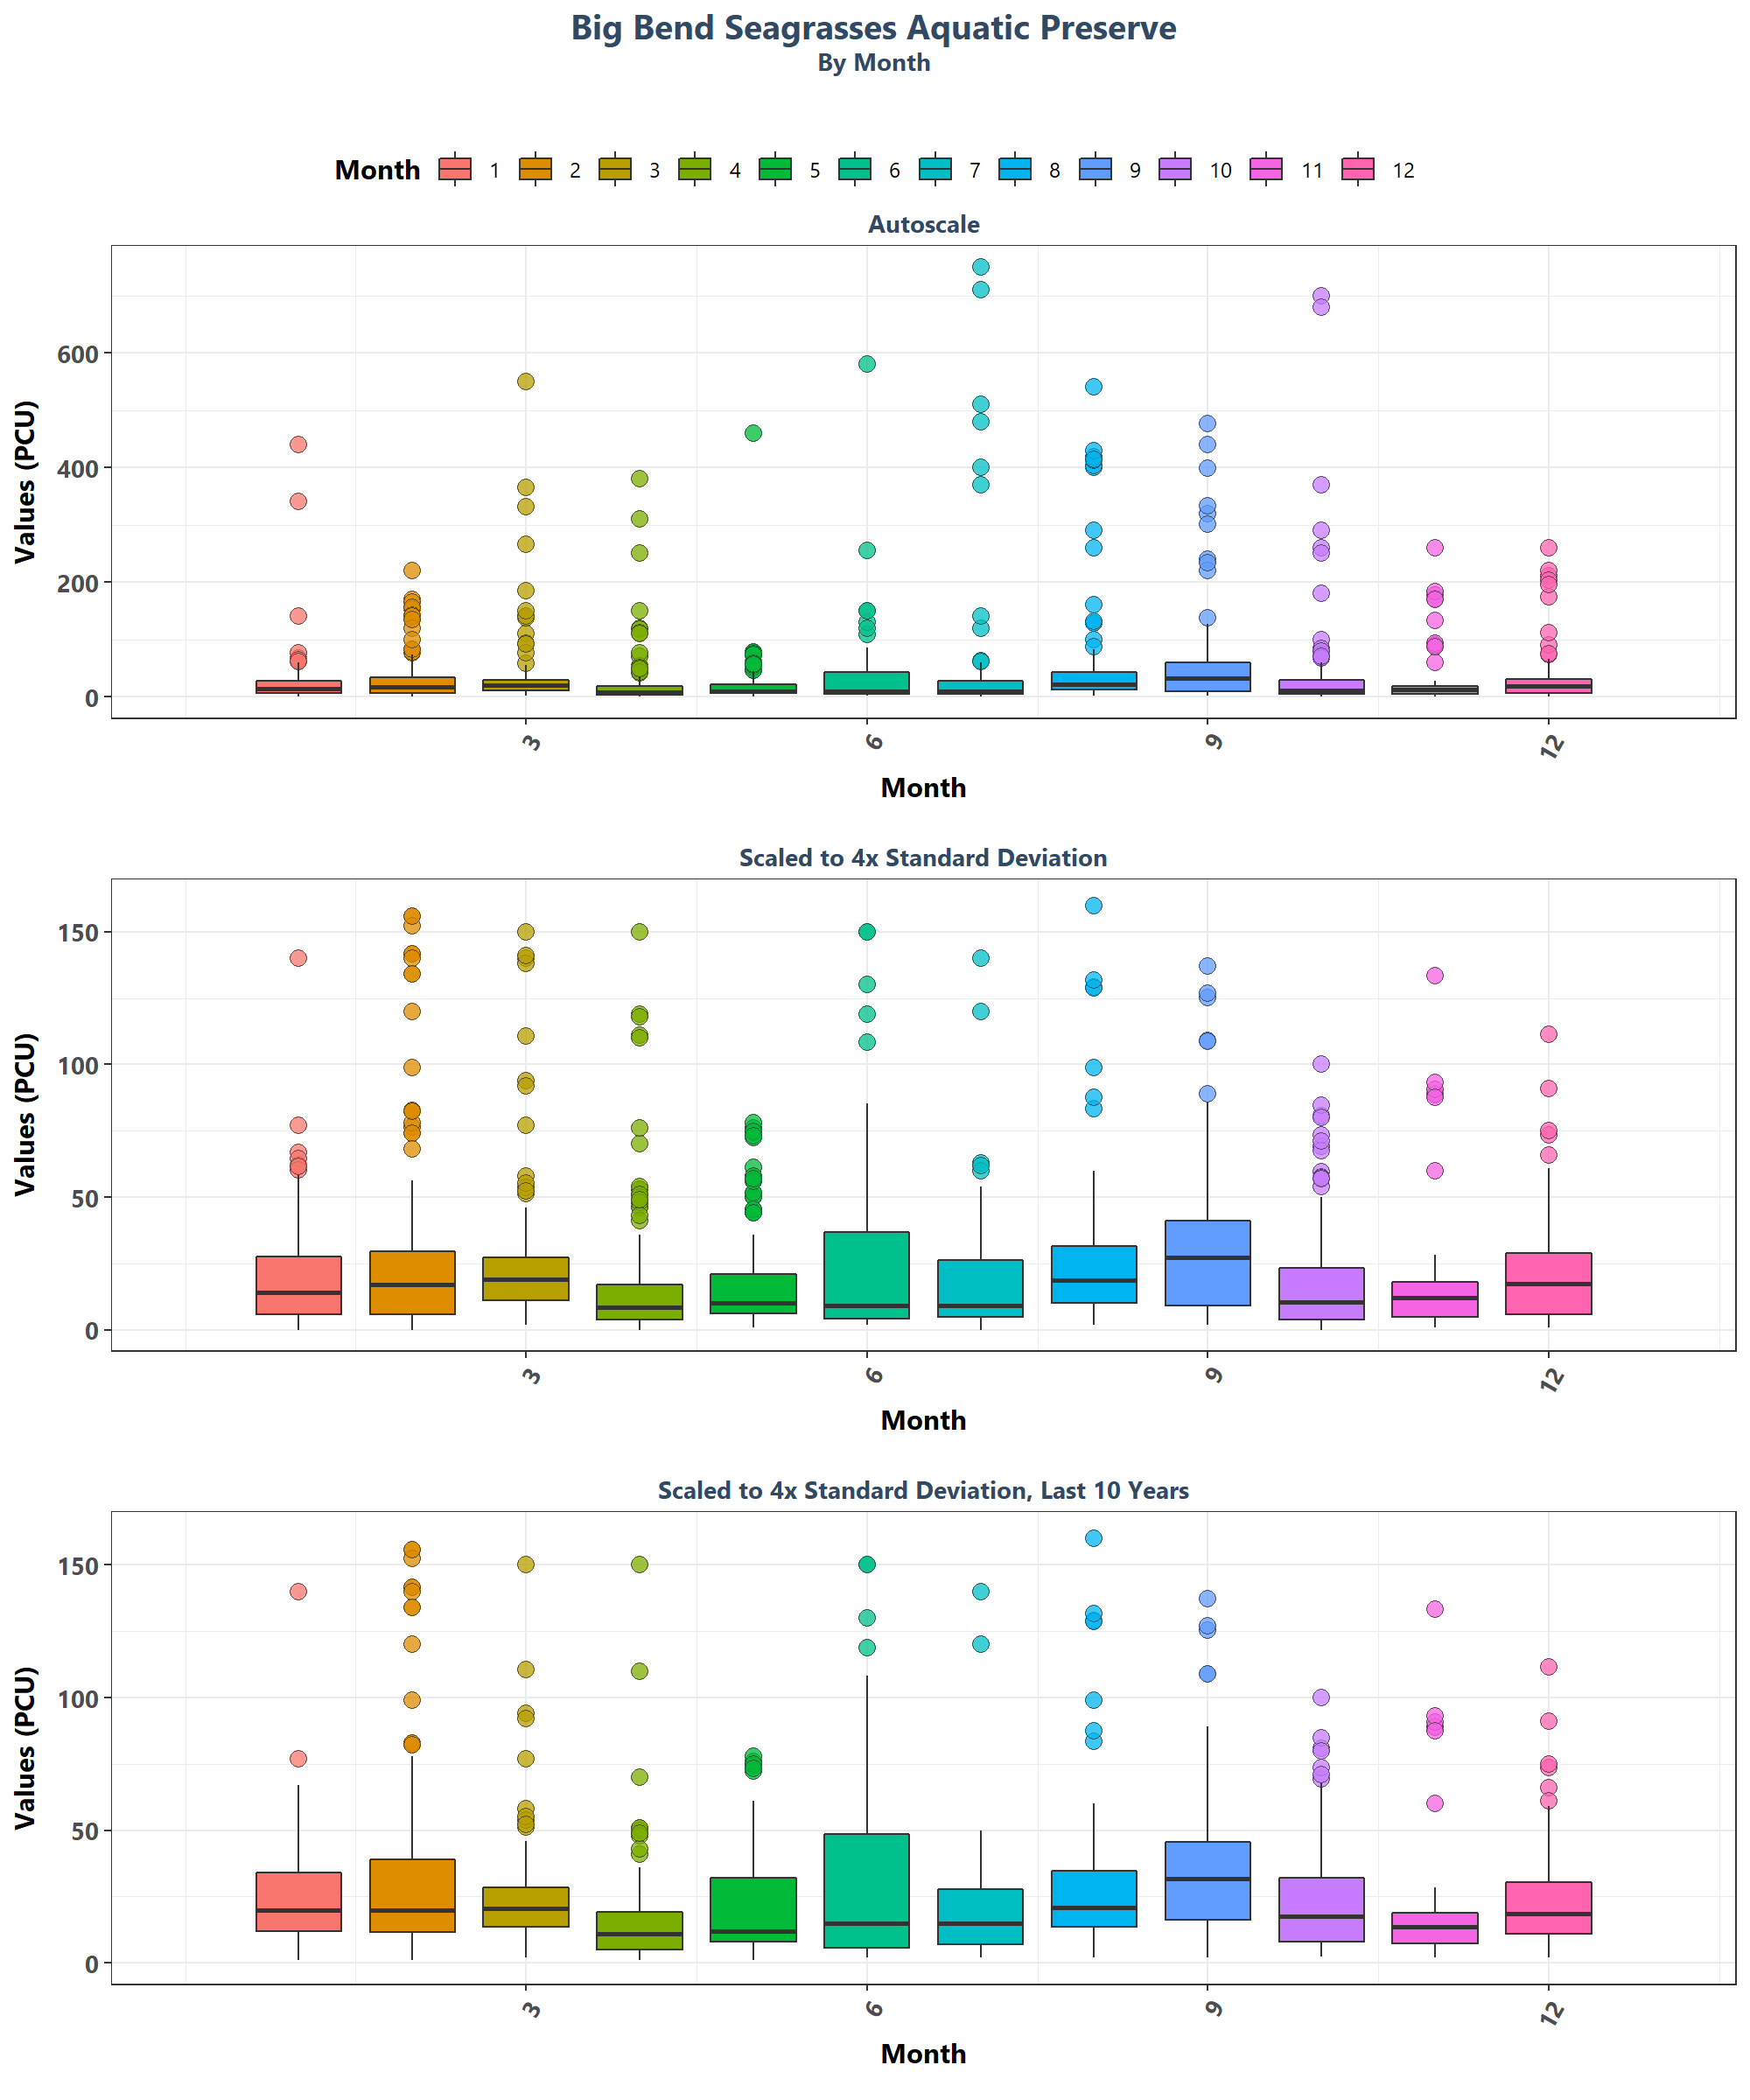 Big Bend Seagrasses Aquatic Preserve
By Month
Month 1 2 3 4 5 6 7 8 9 10 11 12
Autoscale
Values (PCU)
600
400
200
0
3 6 9 12
Month
Scaled to 4x Standard Deviation
Values (PCU)
150
100
50
0
3 6 9 12
Month
Scaled to 4x Standard Deviation, Last 10 Years
Values (PCU)
150
100
50
0
3 6 9 12
Month